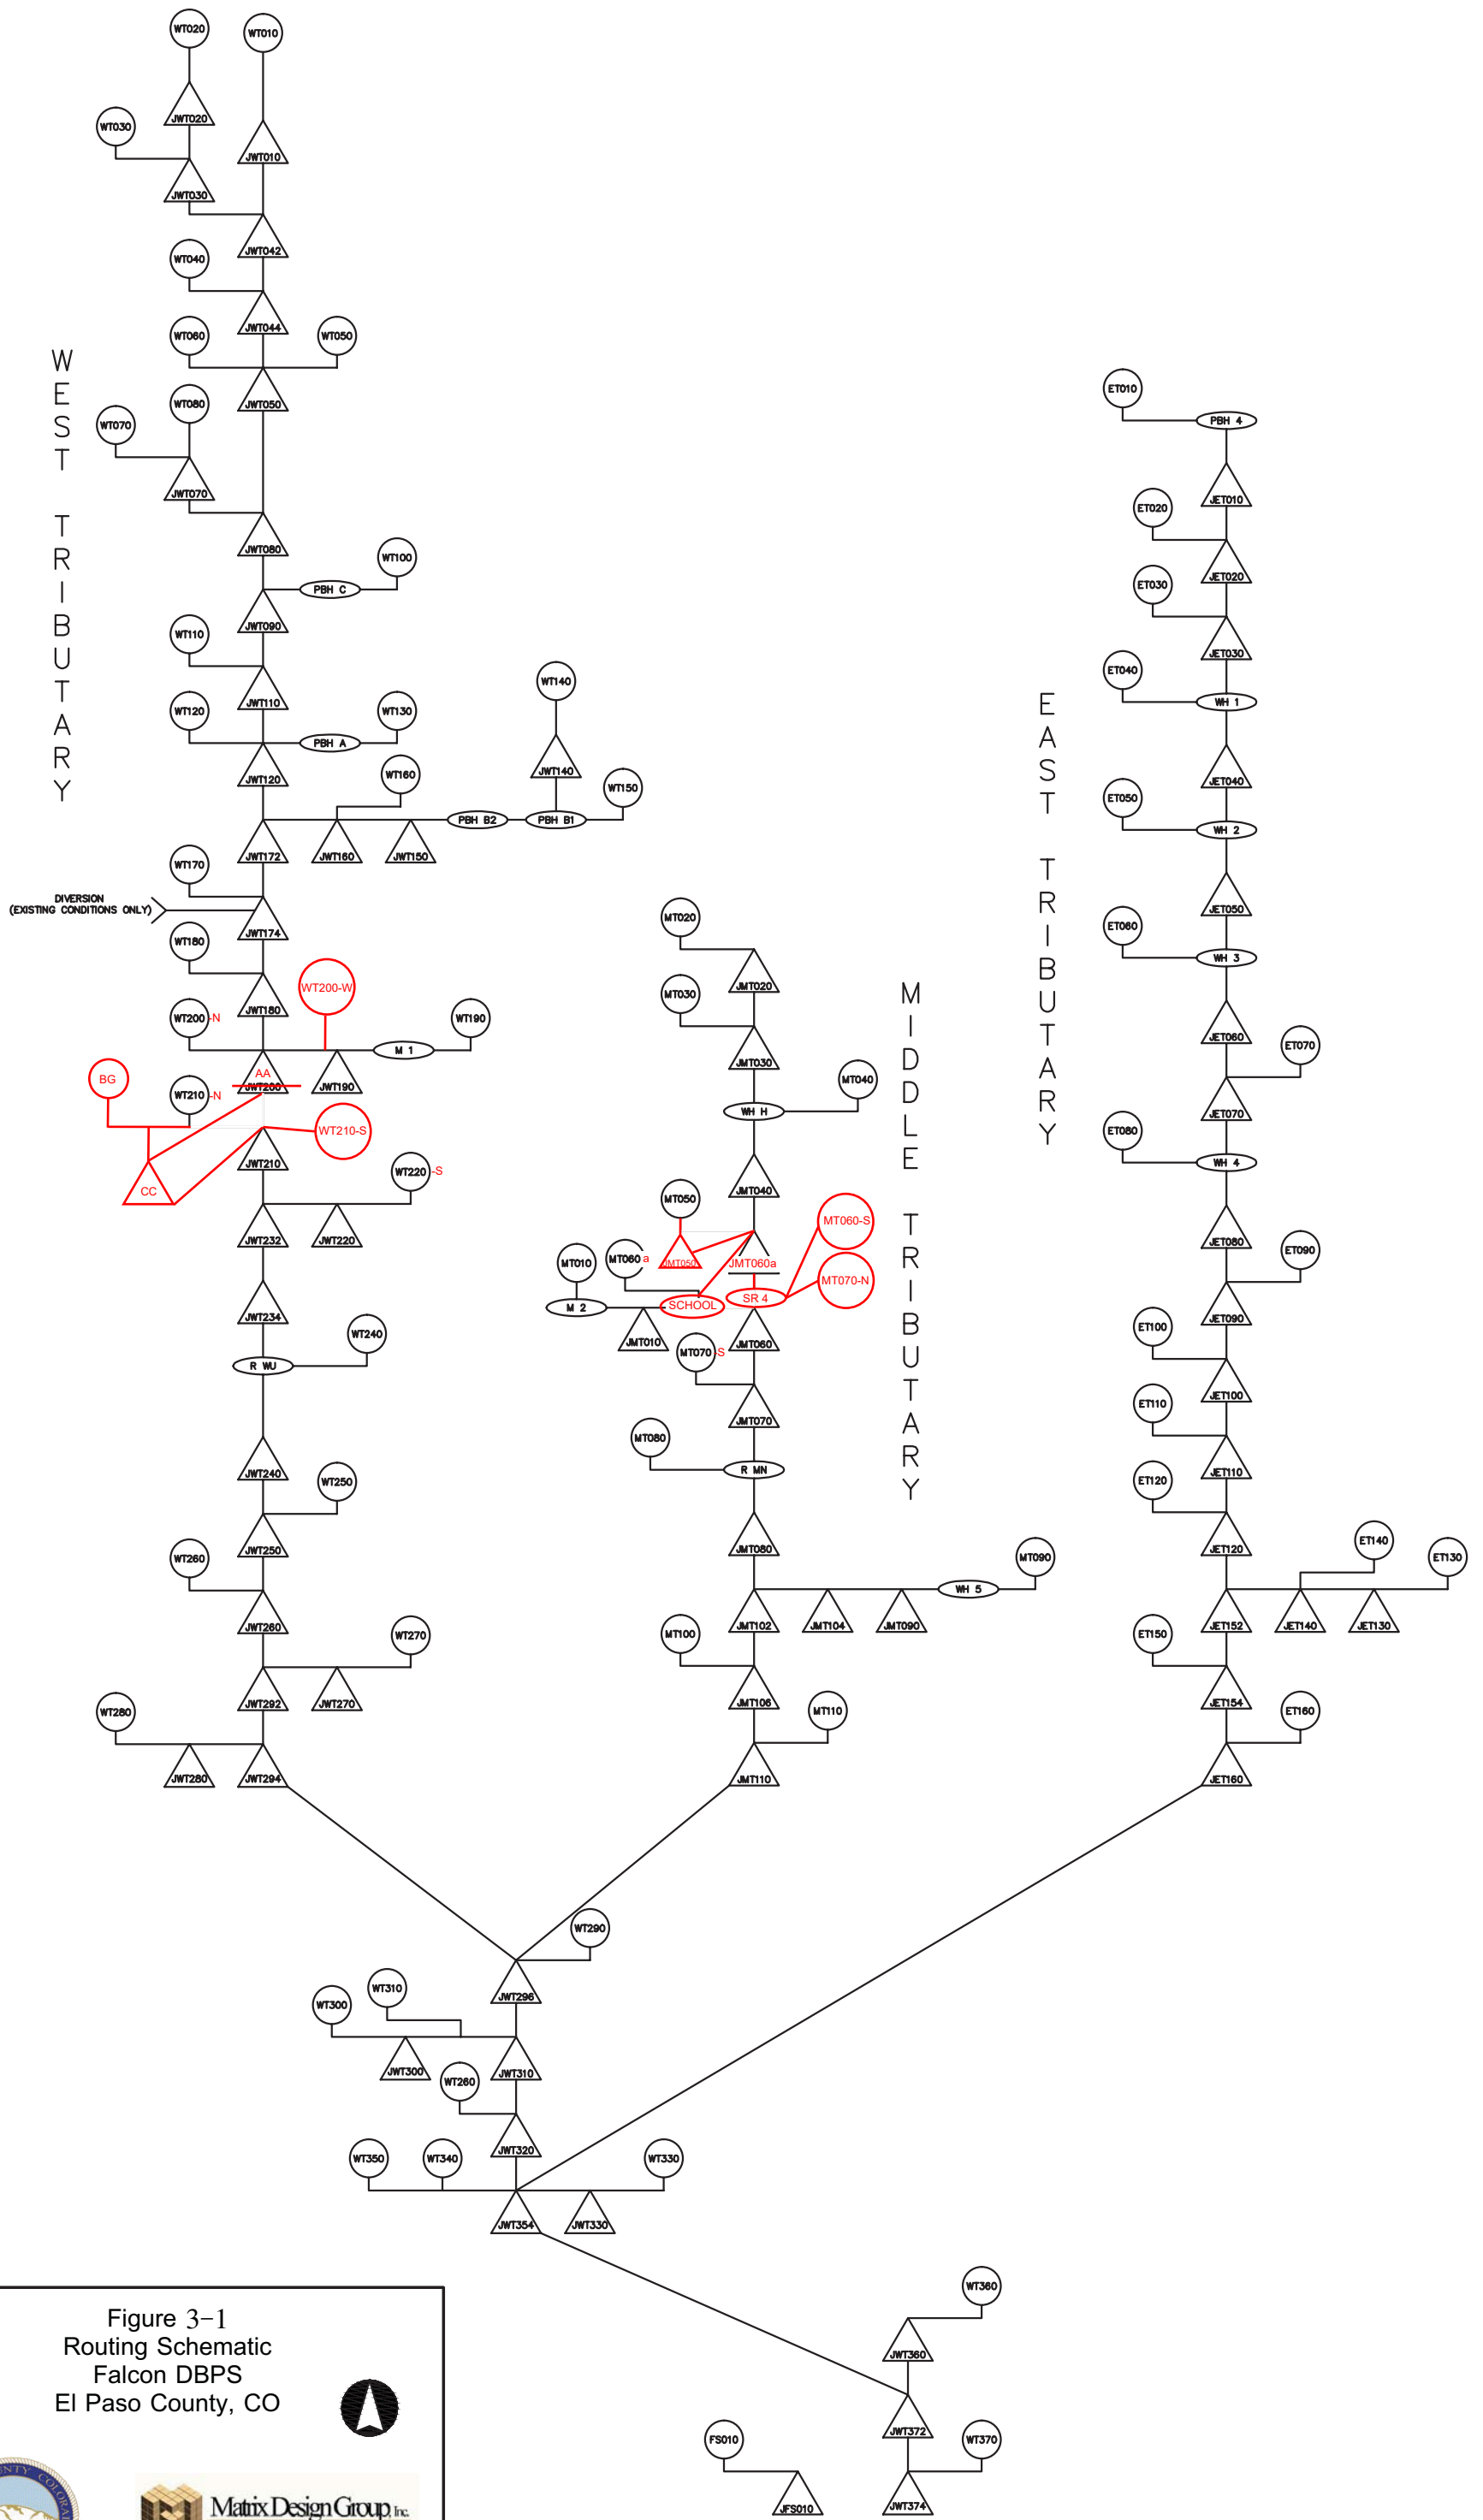 WT020
WT010
JWT020
WT030
JWT010
JWT030
JWT042
WT040
JWT044
WT060
WT050
JWT050
WT080
WT070
JWT070
JWT080
WT100
PBH C
JWT090
WT110
JWT110
WT120
WT130
PBH A
JWT120
WT140
JWT140
WT160
WT150
PBH B2
PBH B1
JWT172
JWT160
JWT150
WT170
DIVERSION
(EXISTING CONDITIONS ONLY)
JWT174
WT180
JWT180
WT200-W
WT200-N
WT190
M 1
AA
JWT200
JWT190
BG
WT210-N
WT210-S
JWT210
CC
WT220-S
JWT232
JWT220
JWT234
WT240
R WU
JWT240
WT250
JWT250
WT260
JWT260
WT270
JWT292
JWT270
WT280
JWT280
JWT294
WEST TRIBUTARY
MT020
JMT020
MT030
JMT030
MT040
WH H
JMT040
MT050
JMT050
MT060-S
JMT060a
MT060 a
MT010
MT070-N
SR 4
SCHOOL
M 2
JMT010
JMT060
MT070-S
JMT070
MT080
R MN
JMT080
MT090
WH 5
JMT102
JMT104
JMT090
MT100
JMT106
MT110
JMT110
MIDDLE TRIBUTARY
ET010
PBH 4
JET010
ET020
JET020
ET030
JET030
ET040
WH 1
JET040
ET050
WH 2
JET050
ET060
WH 3
JET060
ET070
JET070
ET080
WH 4
JET080
ET090
JET090
ET100
JET100
ET110
JET110
ET120
JET120
ET140
ET130
JET152
JET140
JET130
ET150
JET154
ET160
JET160
EAST TRIBUTARY
WT290
JWT296
WT310
WT300
JWT300
JWT310
WT260
JWT320
WT350
WT340
WT330
JWT354
JWT330
WT360
JWT360
JWT372
FS010
WT370
JFS010
JWT374
Figure 3-1
Routing Schematic
Falcon DBPS
El Paso County, CO
Matrix Design Group, Inc.